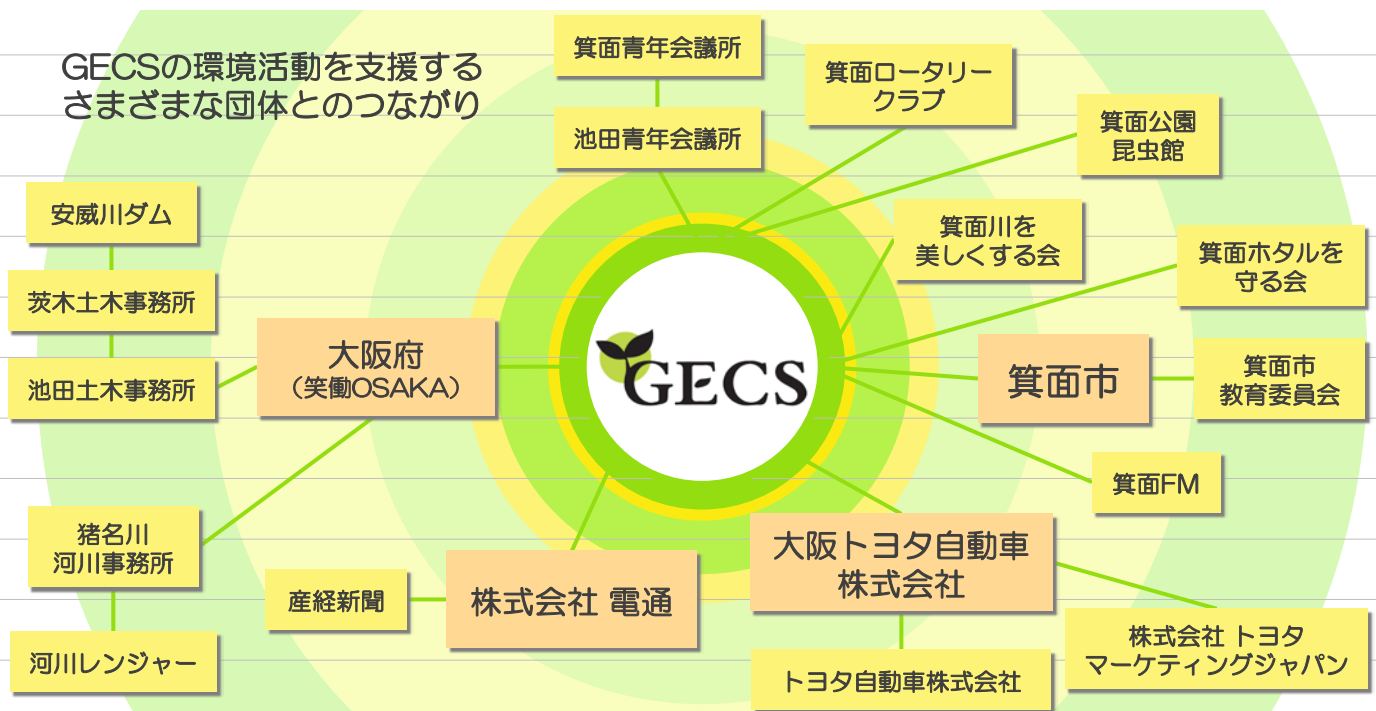 GECSの環境活動を支援する
さまざまな団体とのつながり
箕面青年会議所
池田青年会議所
箕面ロータリー
クラブ
箕面公園
昆虫館
安威川ダム
茨木土木事務所
池田土木事務所
大阪府
（笑働OSAKA）
GECS
箕面川を
美しくする会
箕面ホタルを
守る会
箕面市
箕面市
教育委員会
箕面FM
猪名川
河川事務所
河川レンジャー
産経新聞
株式会社 電通
大阪トヨタ自動車
株式会社
トヨタ自動車株式会社
株式会社 トヨタ
マーケティングジャパン